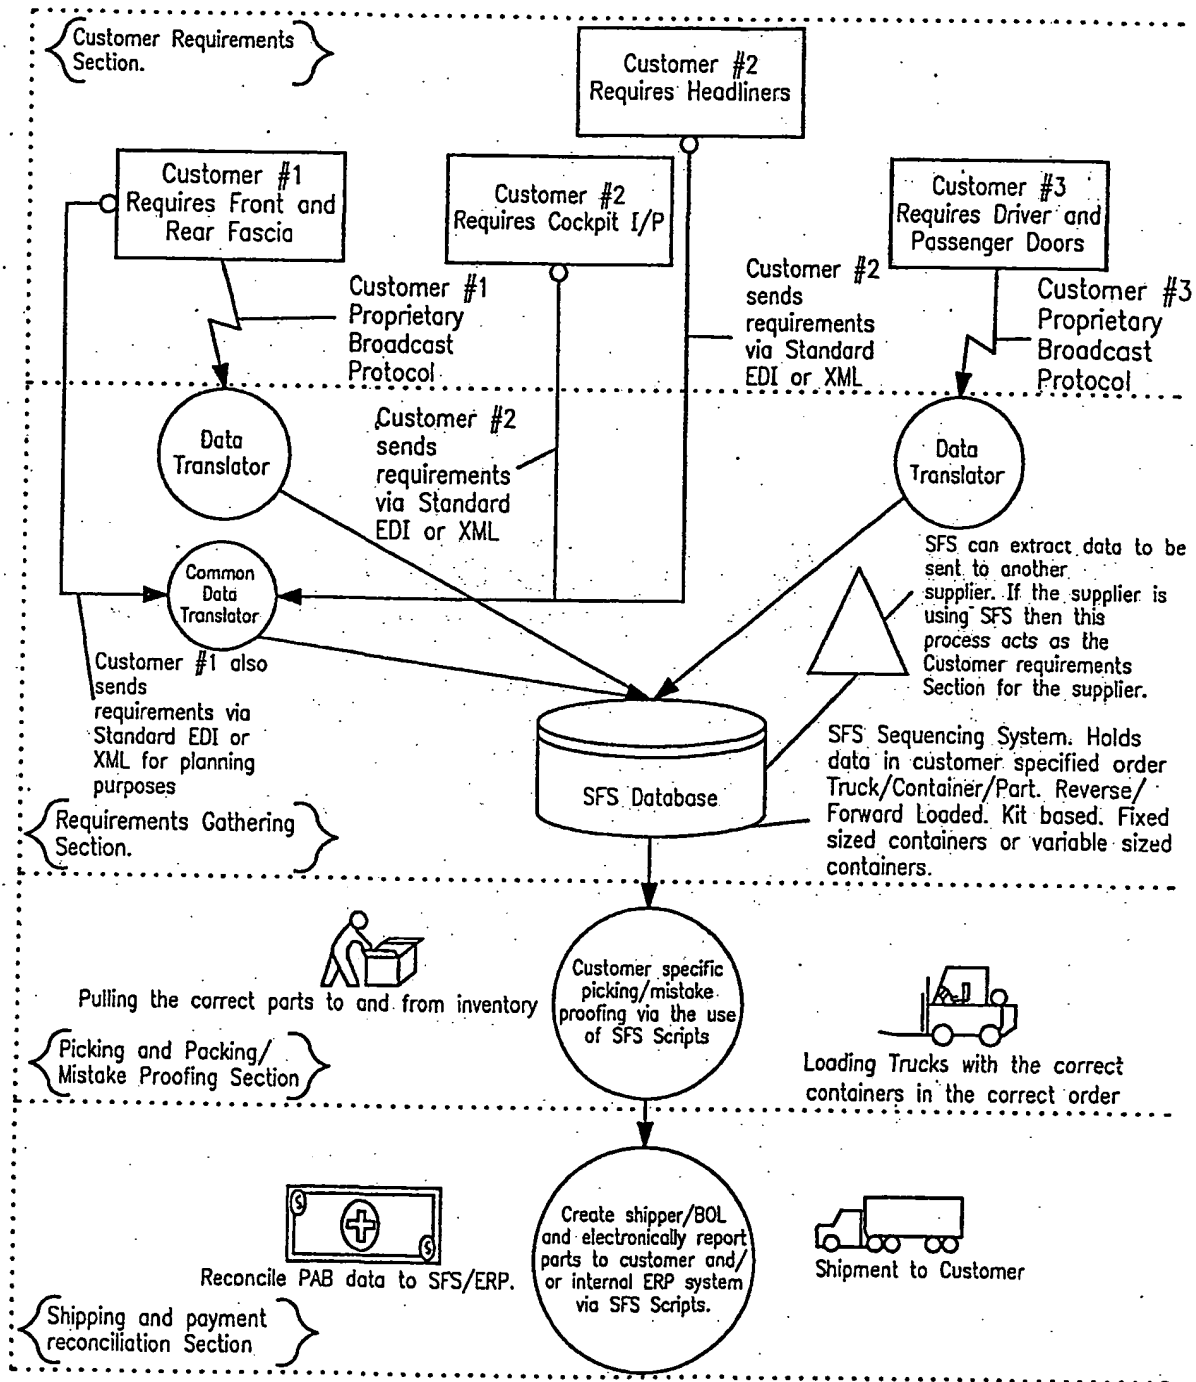 Customer Requirements
Section.
Customer #2
Requires Headliners
Customer #1
Requires Front and
Rear Fascia
Customer #2
Requires Cockpit I/P
Customer #3
Requires Driver and
Passenger Doors
Customer #1
Proprietary
Broadcast
Protocol
Customer #2
sends
requirements
via Standard
EDI or XML
Customer #3
Proprietary
Broadcast
Protocol
Data
Translator
Customer #2
sends
requirements
via Standard
EDI or XML
Data
Translator
Common
Data
Translator
SFS can extract data to be
sent to another
supplier. If the supplier is
using SFS then this
process acts as the
Customer requirements
Section for the supplier.
Customer #1 also
sends
requirements via
Standard EDI or
XML for planning
purposes
SFS Database
SFS Sequencing System. Holds
data in customer specified order
Truck/Container/Part. Reverse/
Forward Loaded. Kit based. Fixed
sized containers or variable sized
containers.
Requirements Gathering
Section.
Pulling the correct parts to and from inventory
Customer specific
picking/mistake
proofing via the use
of SFS Scripts
Loading Trucks with the correct
containers in the correct order
Picking and Packing/
Mistake Proofing Section
$
$
Reconcile PAB data to SFS/ERP.
Create shipper/BOL
and electronically report
parts to customer and/
or internal ERP system
via SFS Scripts.
Shipment to Customer
Shipping and payment
reconciliation Section